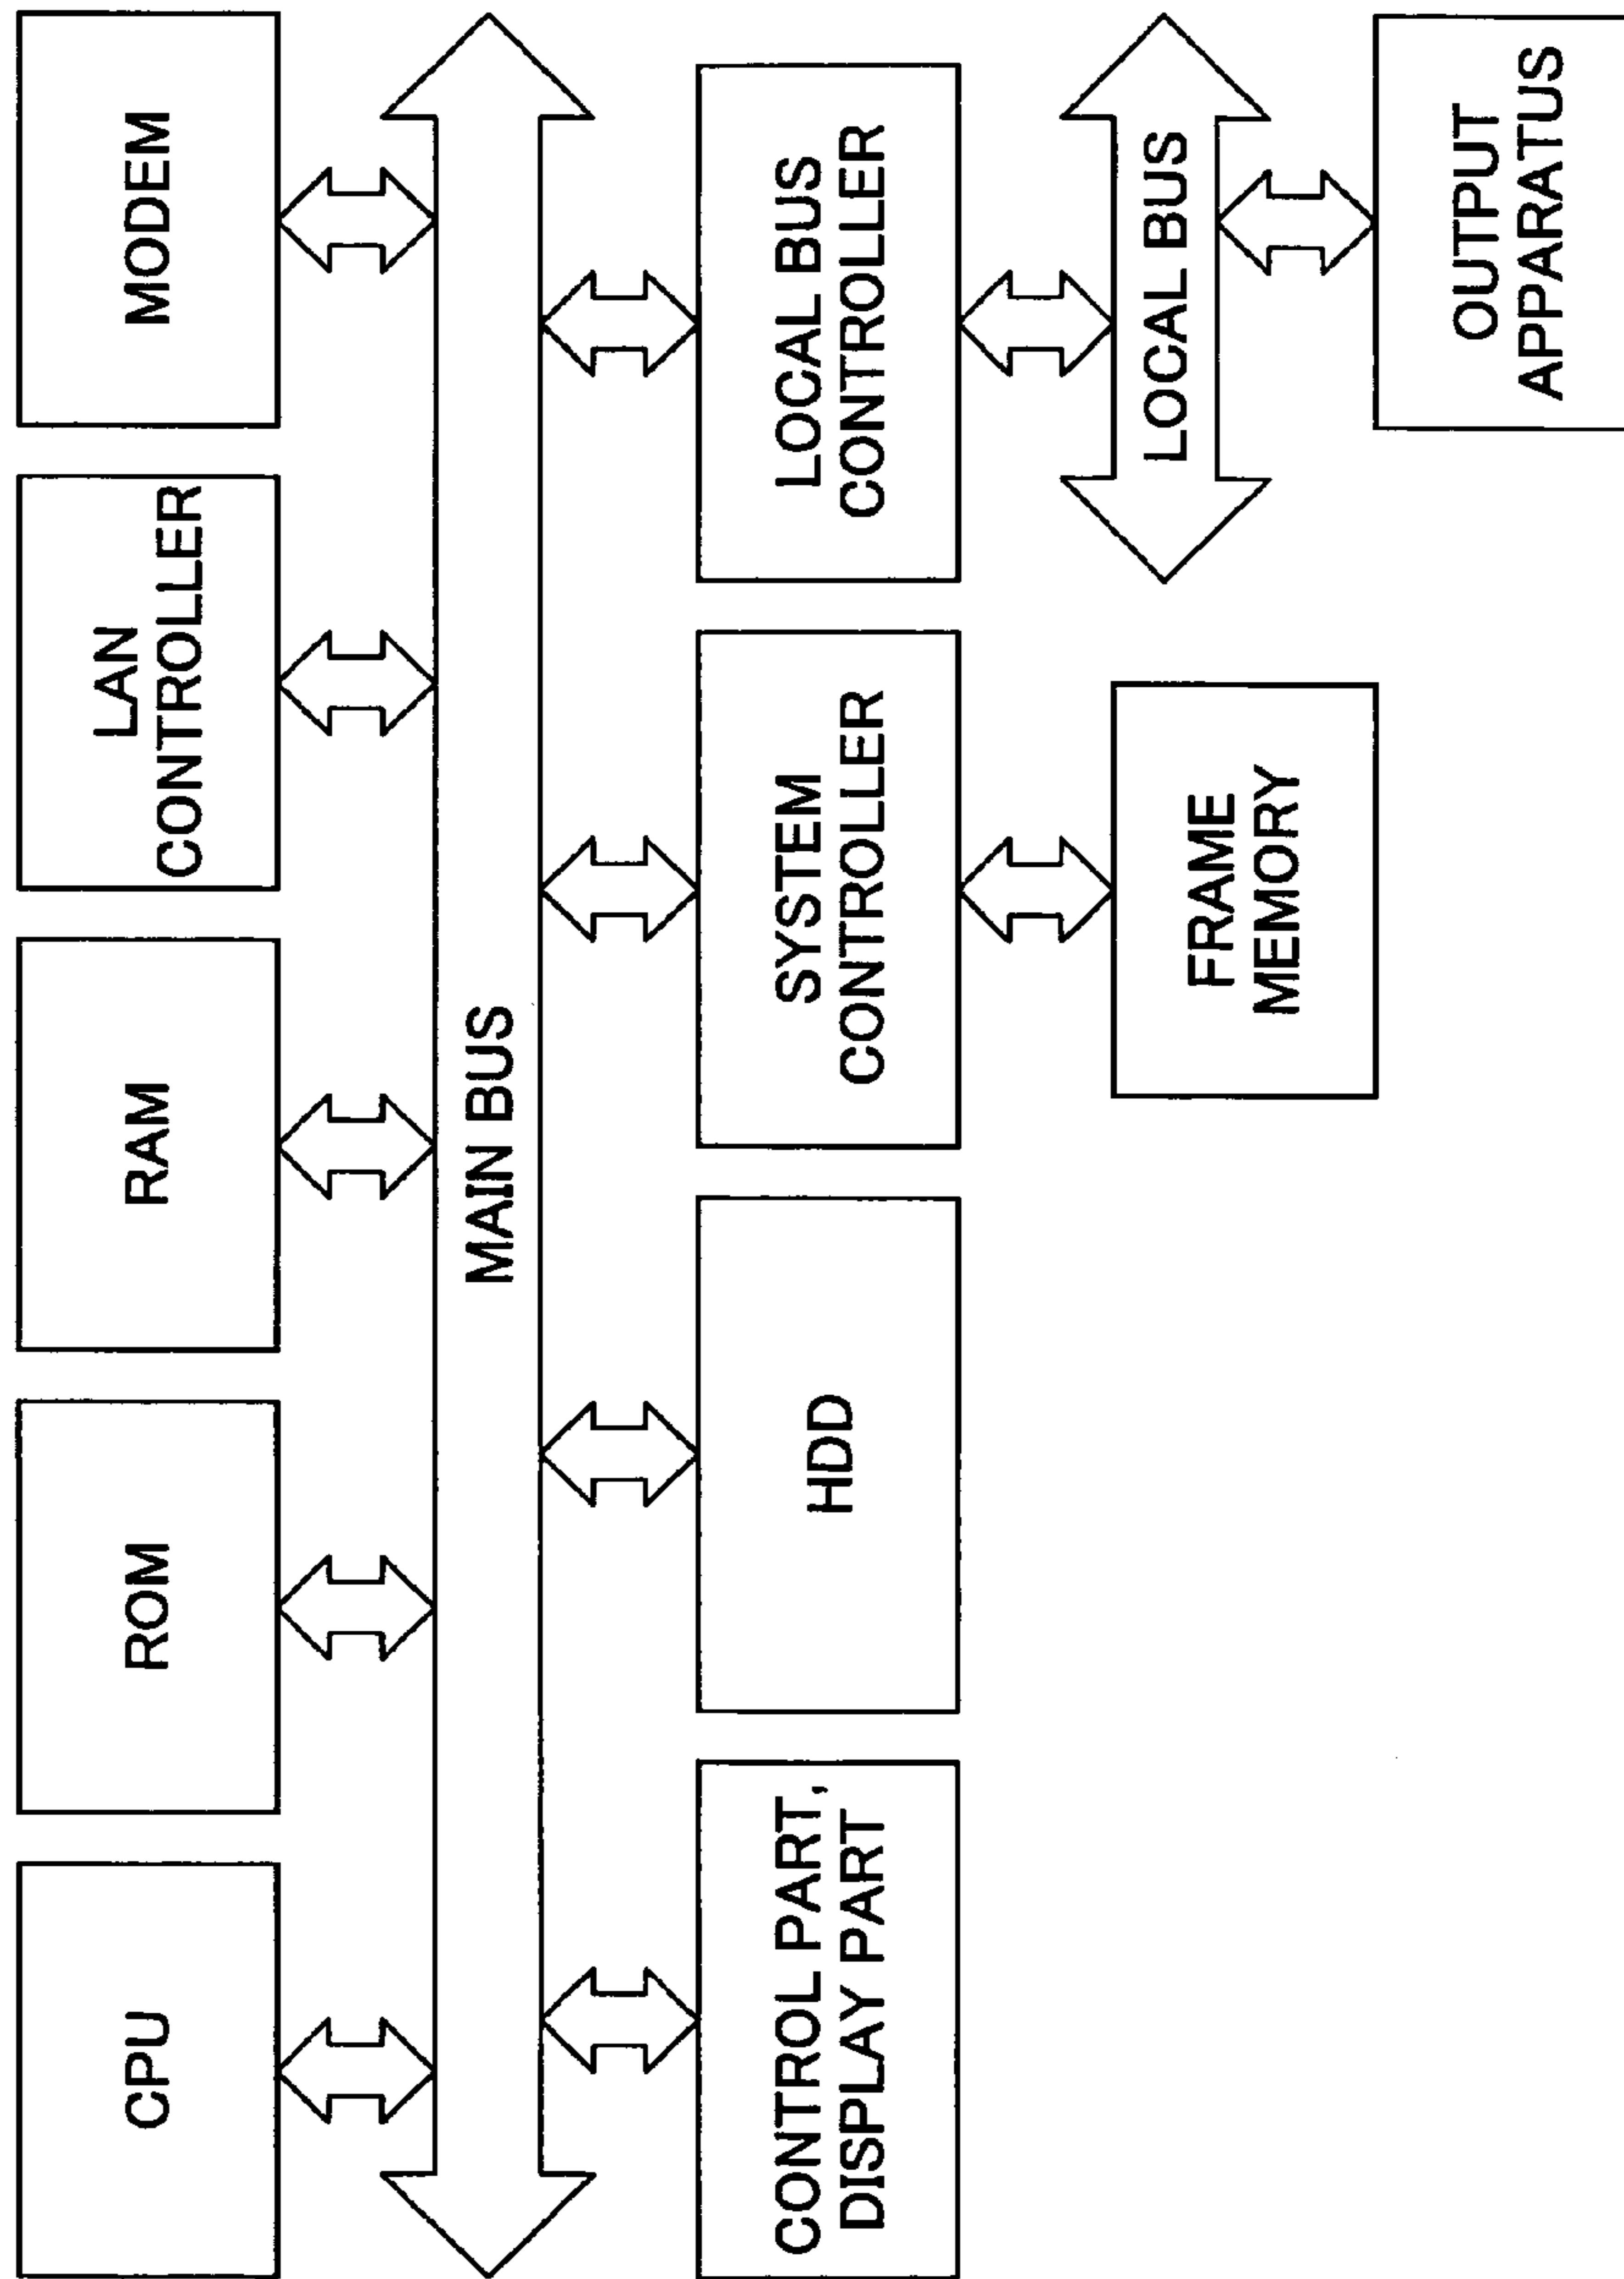 CPU
ROM
RAM
LAN
CONTROLLER
MODEM
MAIN BUS
CONTROL PART,
DISPLAY PART
HDD
SYSTEM
CONTROLLER
LOCAL BUS
CONTROLLER
FRAME
MEMORY
LOCAL BUS
OUTPUT
APPARATUS